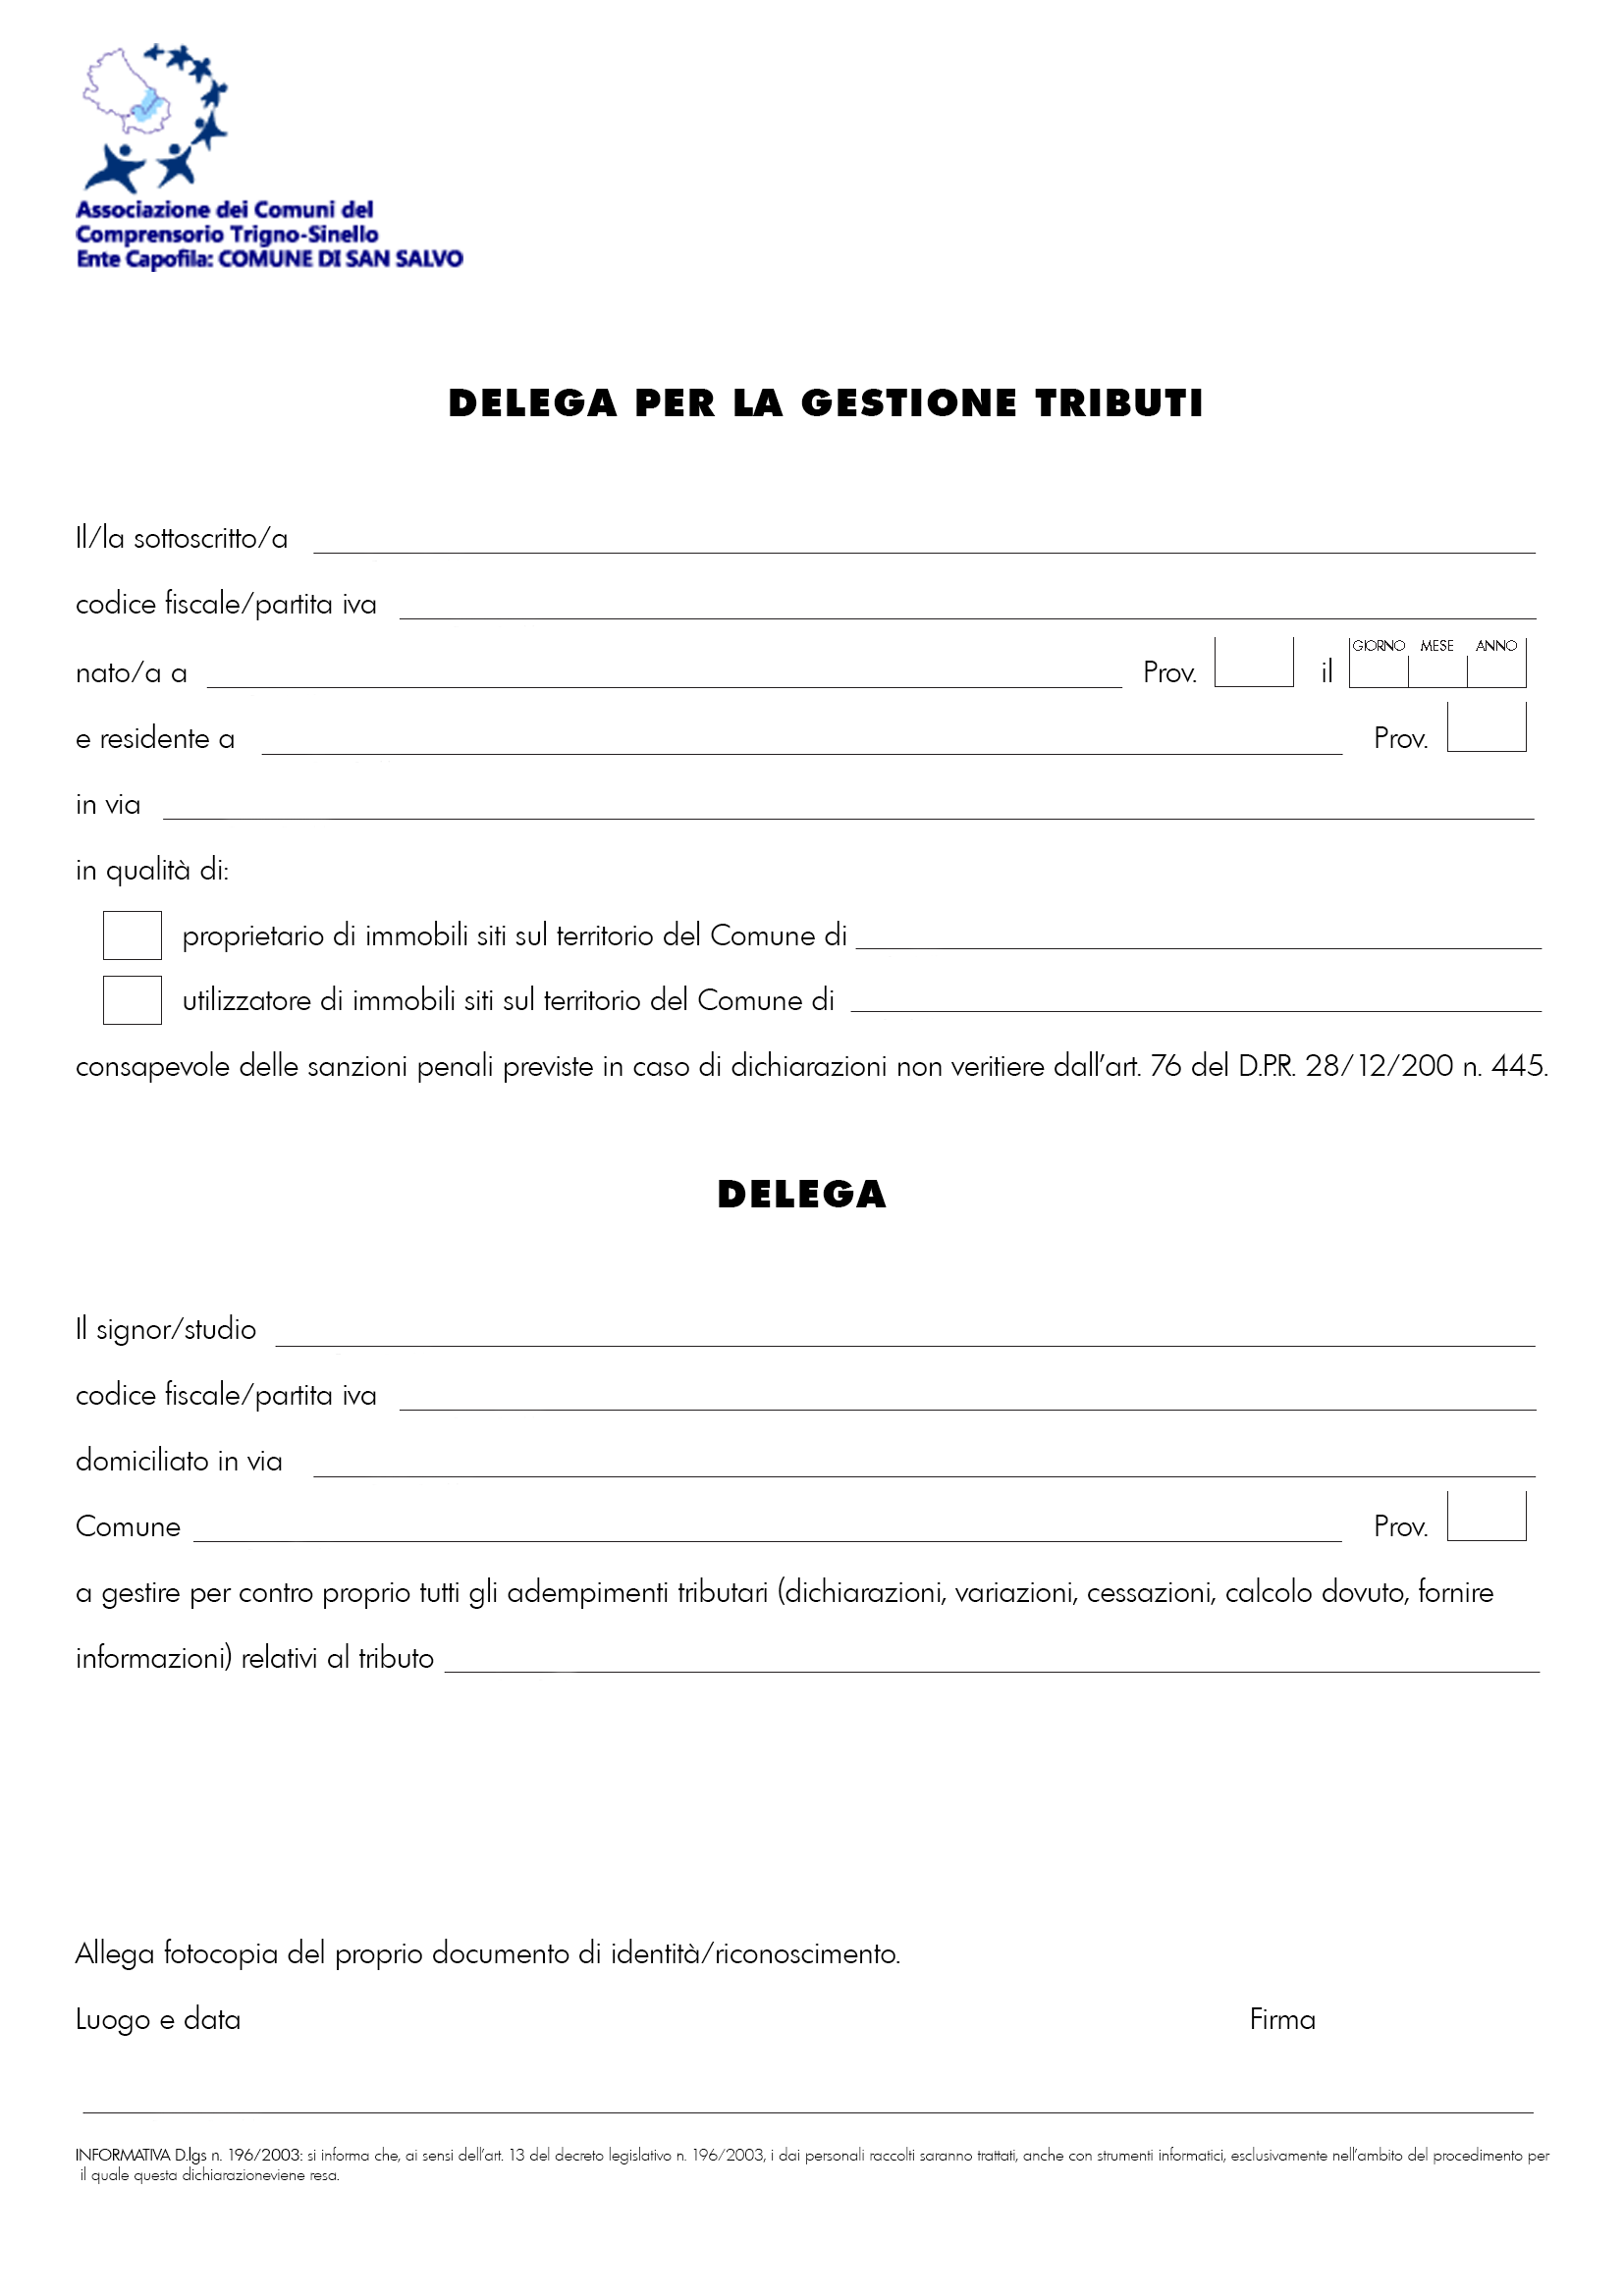 Associazione dei Comuni del
Comprensorio Trigno-Sinello
Ente Capofila: COMUNE DI SAN SALVO
DELEGA PER LA GESTIONE TRIBUTI
Il/la sottoscritto/a
codice fiscale/partita iva
nato/a a Prov. il GIORNO MESE ANNO
e residente a Prov.
in via
in qualità di:
proprietario di immobili siti sul territorio del Comune di
utilizzatore di immobili siti sul territorio del Comune di
consapevole delle sanzioni penali previste in caso di dichiarazioni non veritiere dall'art. 76 del D.P.R. 28/12/200 n. 445.
DELEGA
Il signor/studio
codice fiscale/partita iva
domiciliato in via
Comune Prov.
a gestire per contro proprio tutti gli adempimenti tributari (dichiarazioni, variazioni, cessazioni, calcolo dovuto, fornire
informazioni) relativi al tributo
Allega fotocopia del proprio documento di identità/riconoscimento.
Luogo e data Firma
INFORMATIVA D.lgs n. 196/2003: si informa che, ai sensi dell'art. 13 del decreto legislativo n. 196/2003, i dai personali raccolti saranno trattati, anche con strumenti informatici, esclusivamente nell'ambito del procedimento per
il quale questa dichiarazioneviene resa.